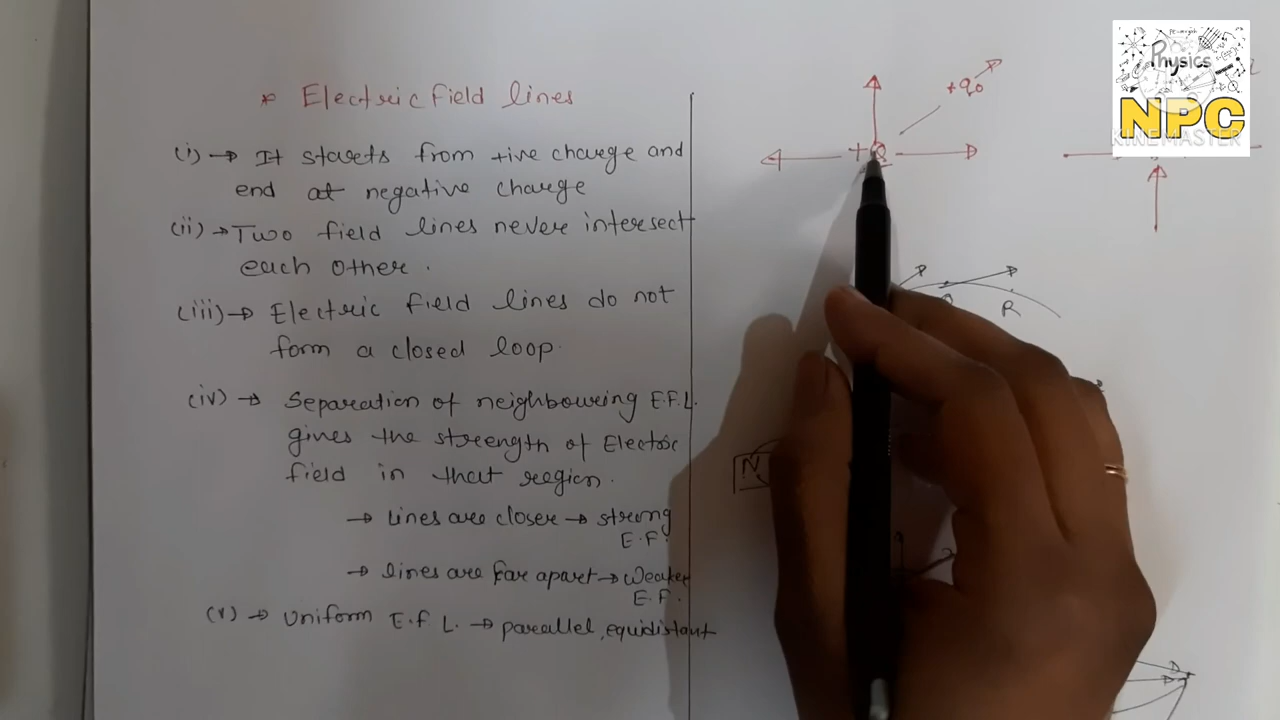 * Electric field lines
(i) → It starts from +ive charge and
end at negative charge
(ii) → Two field lines never intersect
each other.
(iii) → Electric field lines do not
form a closed loop.
(iv) → Separation of neighbouring E.F.L.
gives the strength of Electric
field in that region.
→ lines are closer → strong
E.F.
→ lines are far apart → weaker
E.F.
(v) → Uniform E.F.L. → parallel, equidistant
+q₀
+Q
R
N
Physics
NPC
KINEMASTER